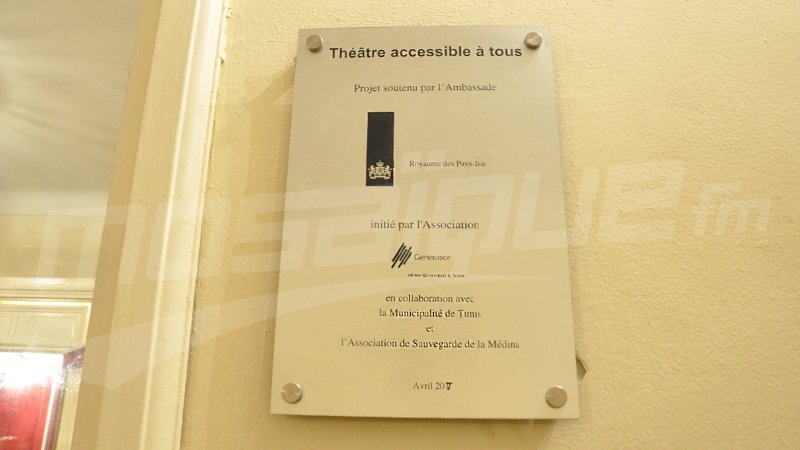 Théâtre accessible à tous
Projet soutenu par l'Ambassade
Royaume des Pays-Bas
initié par l'Association
Génération
en collaboration avec
la Municipalité de Tunis
et
l'Association de Sauvegarde de la Médina
Avril 2017
mosaïque fm